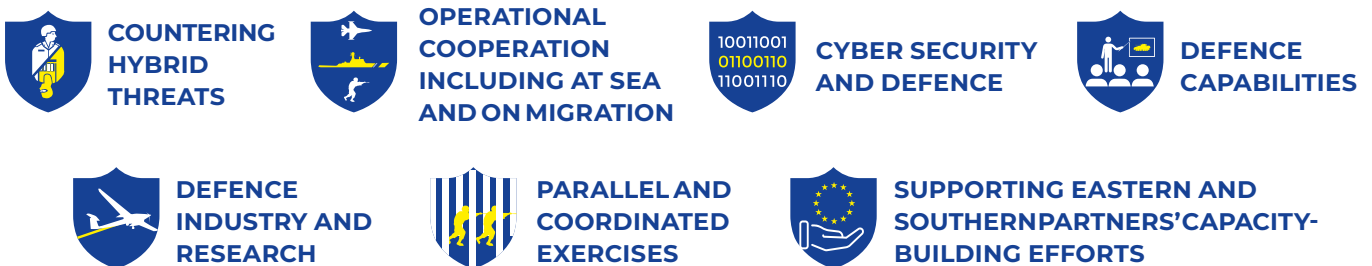 COUNTERING
HYBRID
THREATS
OPERATIONAL
COOPERATION
INCLUDING AT SEA
AND ON MIGRATION
10011001
01100110
11001110
CYBER SECURITY
AND DEFENCE
DEFENCE
CAPABILITIES
DEFENCE
INDUSTRY AND
RESEARCH
PARALLEL AND
COORDINATED
EXERCISES
SUPPORTING EASTERN AND
SOUTHERNPARTNERS'CAPACITY-
BUILDING EFFORTS